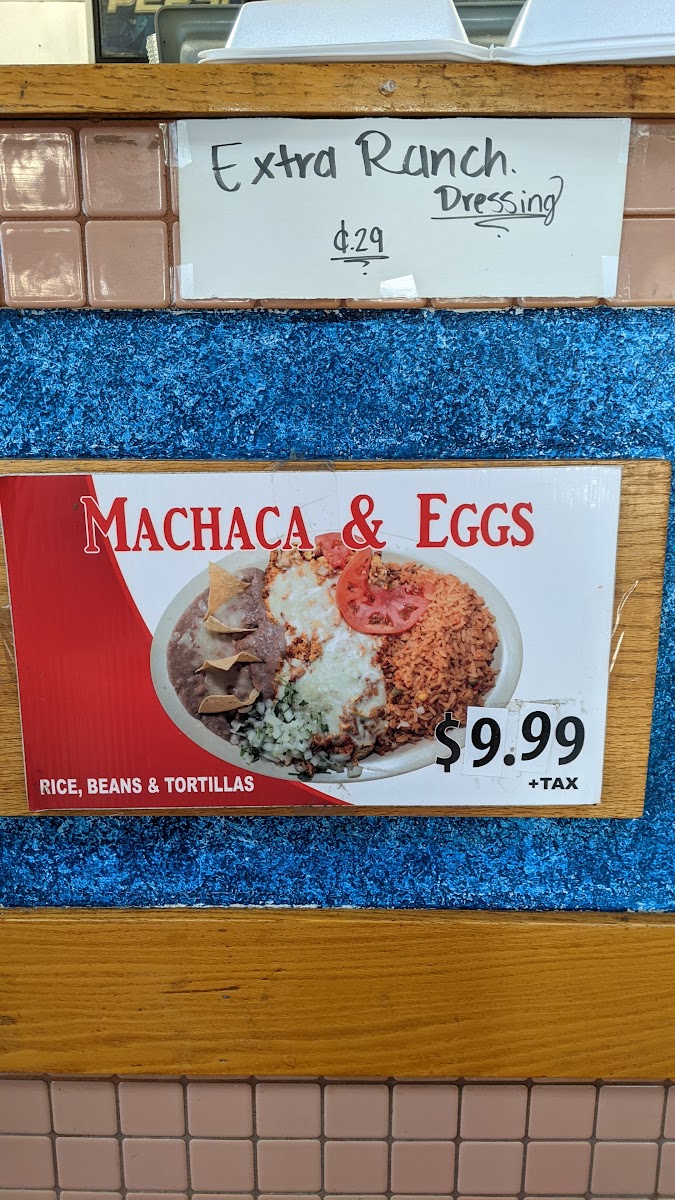 Extra Ranch.
Dressing
¢.29
MACHACA & EGGS
$9.99
+TAX
RICE, BEANS & TORTILLAS